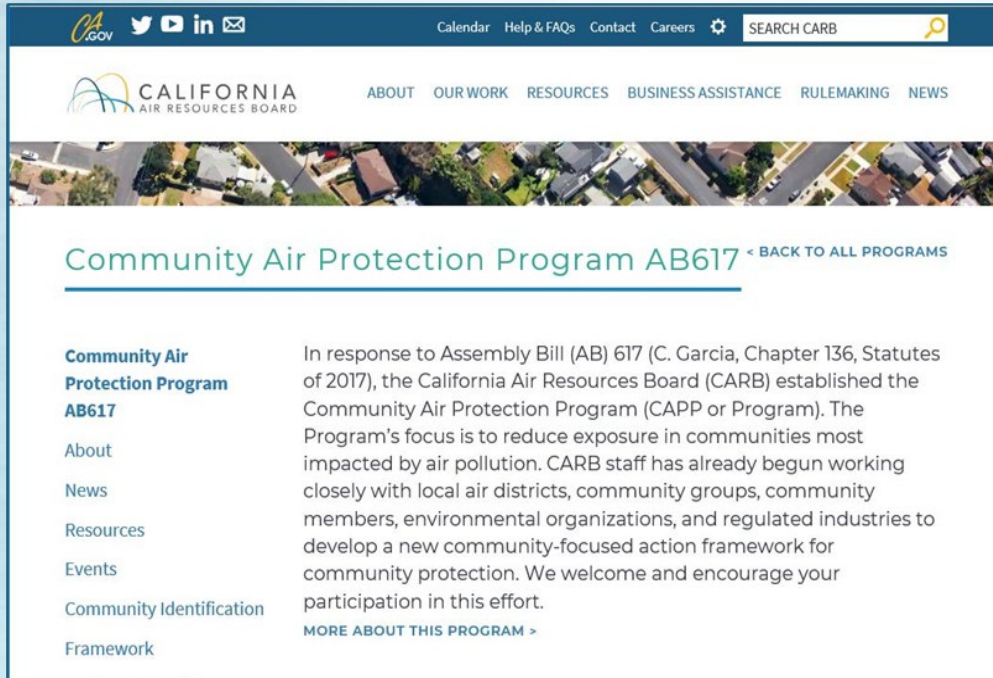 CA.GOV
Calendar Help & FAQs Contact Careers SEARCH CARB
CALIFORNIA
AIR RESOURCES BOARD
ABOUT OUR WORK RESOURCES BUSINESS ASSISTANCE RULEMAKING NEWS
Community Air Protection Program AB617
< BACK TO ALL PROGRAMS
Community Air
Protection Program
AB617
About
News
Resources
Events
Community Identification
Framework
In response to Assembly Bill (AB) 617 (C. Garcia, Chapter 136, Statutes
of 2017), the California Air Resources Board (CARB) established the
Community Air Protection Program (CAPP or Program). The
Program’s focus is to reduce exposure in communities most
impacted by air pollution. CARB staff has already begun working
closely with local air districts, community groups, community
members, environmental organizations, and regulated industries to
develop a new community-focused action framework for
community protection. We welcome and encourage your
participation in this effort.
MORE ABOUT THIS PROGRAM >